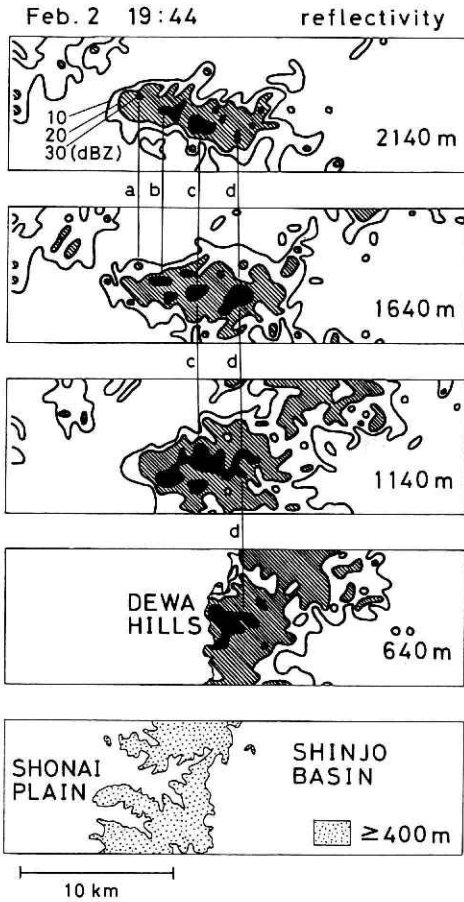 Feb. 2 19:44 reflectivity
10
20
30 (dBZ)
2140 m
a b c d
1640 m
c d
1140 m
d
DEWA
HILLS
640 m
SHONAI
PLAIN
SHINJO
BASIN
≥400 m
10 km